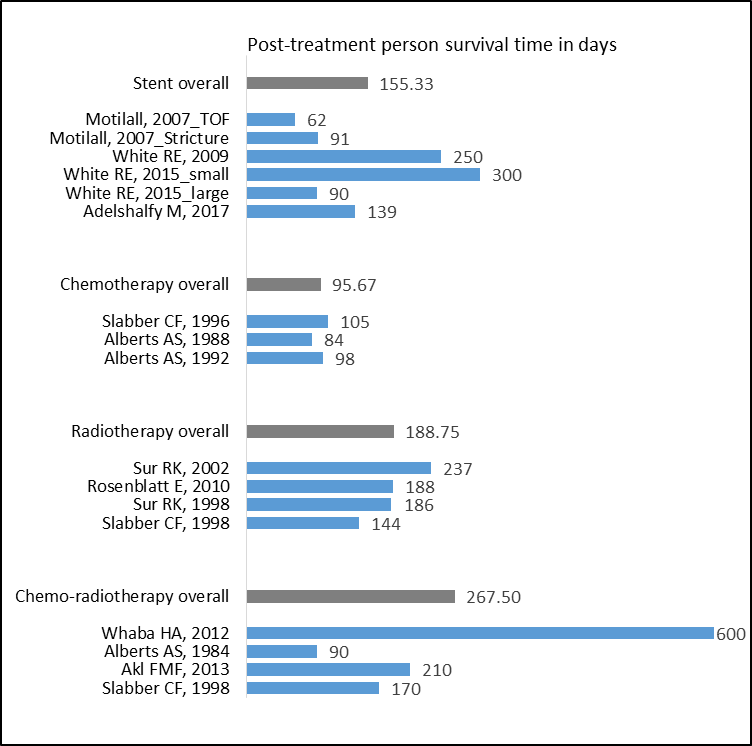 Post-treatment person survival time in days
Stent overall 155.33
Motilall, 2007_TOF 62
Motilall, 2007_Stricture 91
White RE, 2009 250
White RE, 2015_small 300
White RE, 2015_large 90
Adelshalfy M, 2017 139
Chemotherapy overall 95.67
Slabber CF, 1996 105
Alberts AS, 1988 84
Alberts AS, 1992 98
Radiotherapy overall 188.75
Sur RK, 2002 237
Rosenblatt E, 2010 188
Sur RK, 1998 186
Slabber CF, 1998 144
Chemo-radiotherapy overall 267.50
Whaba HA, 2012 600
Alberts AS, 1984 90
Akl FMF, 2013 210
Slabber CF, 1998 170